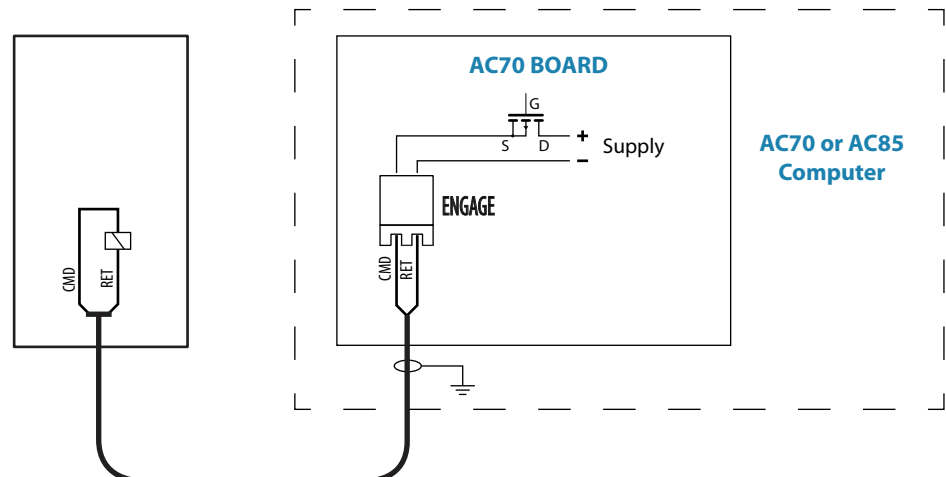 AC70 BOARD
G
S D
+
Supply
−
AC70 or AC85
Computer
ENGAGE
CMD
RET
CMD
RET